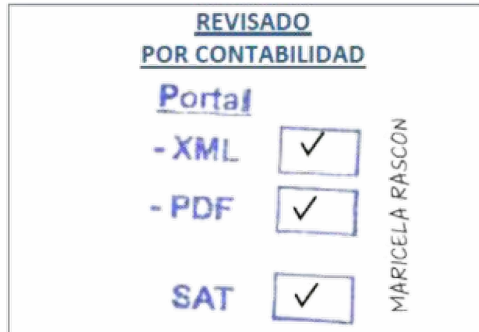 REVISADO
POR CONTABILIDAD
Portal
- XML ✓
- PDF ✓
SAT ✓
MARICELA RASCON